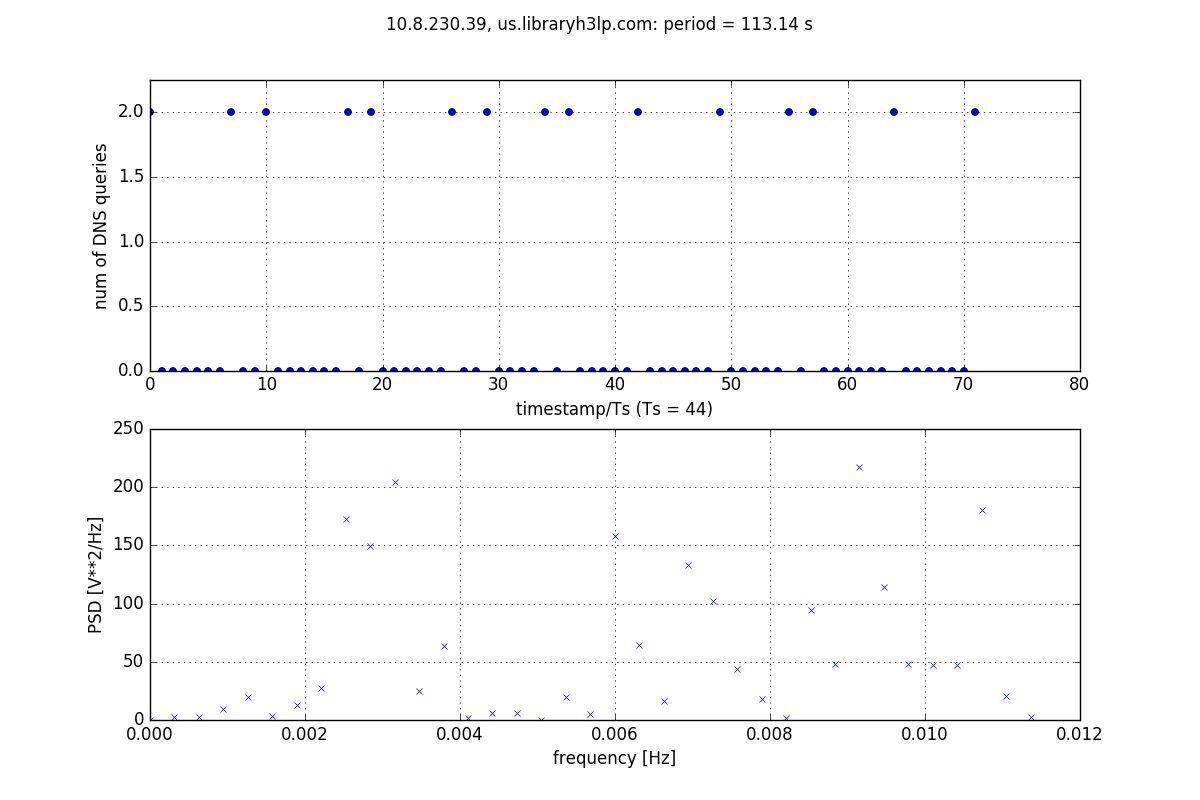 10.8.230.39, us.libraryh3lp.com: period = 113.14 s
2.0
1.5
1.0
0.5
0.0
num of DNS queries
0 10 20 30 40 50 60 70 80
timestamp/Ts (Ts = 44)
250
200
150
100
50
0
PSD [V**2/Hz]
0.000 0.002 0.004 0.006 0.008 0.010 0.012
frequency [Hz]